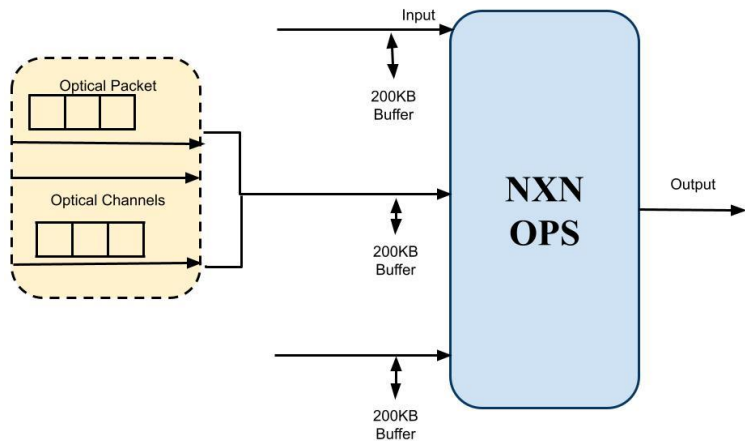 Input
Optical Packet
200KB
Buffer
Optical Channels
200KB
Buffer
NXN
OPS
Output
200KB
Buffer